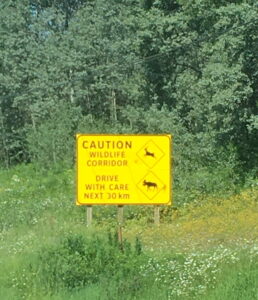 CAUTION
WILDLIFE
CORRIDOR
DRIVE
WITH CARE
NEXT 30 km